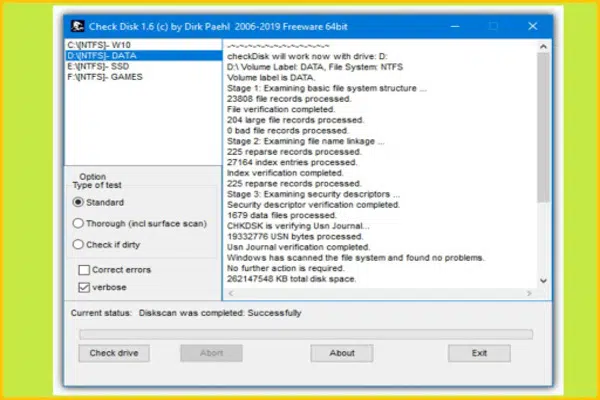 Check Disk 1.6 (c) by Dirk Paehl 2006-2019 Freeware 64bit
C:\[NTFS]- W10
D:\[NTFS]- DATA
E:\[NTFS]- SSD
F:\[NTFS]- GAMES
-~-~-~-~-~-~-~-~-~-~-~-~-~
checkDisk will work now with drive: D:
D:\ Volume Label: DATA, File System: NTFS
Volume label is DATA.
Stage 1: Examining basic file system structure ...
23808 file records processed.
File verification completed.
204 large file records processed.
0 bad file records processed.
Stage 2: Examining file name linkage ...
225 reparse records processed.
27164 index entries processed.
Index verification completed.
225 reparse records processed.
Stage 3: Examining security descriptors ...
Security descriptor verification completed.
1679 data files processed.
CHKDSK is verifying Usn Journal...
19332776 USN bytes processed.
Usn Journal verification completed.
Windows has scanned the file system and found no problems.
No further action is required.
262147548 KB total disk space.
Option
Type of test
Standard
Thorough (incl surface scan)
Check if dirty
Correct errors
verbose
Current status: Diskscan was completed: Successfully
Check drive
Abort
About
Exit